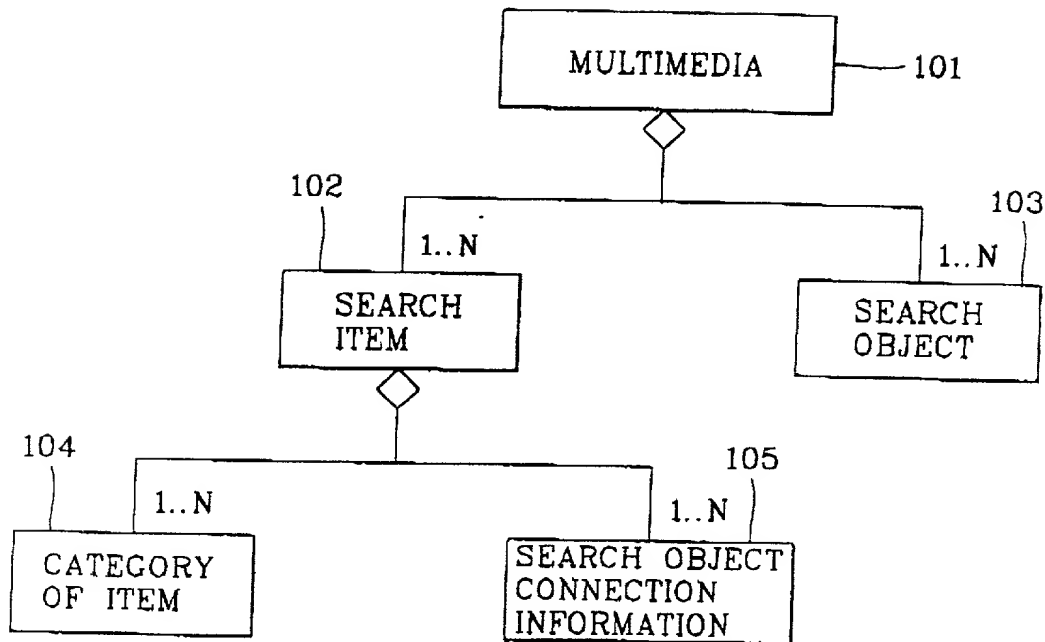 MULTIMEDIA
101
102
103
1..N
1..N
SEARCH
ITEM
SEARCH
OBJECT
104
105
1..N
1..N
CATEGORY
OF ITEM
SEARCH OBJECT
CONNECTION
INFORMATION